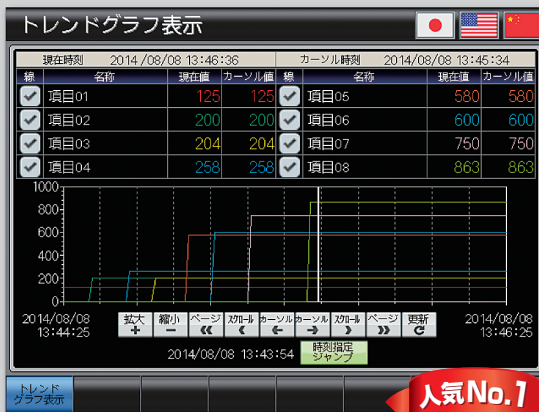 トレンドグラフ表示
現在時刻 2014/08/08 13:46:36 カーソル時刻 2014/08/08 13:45:34
線 名称 現在値 カーソル値 線 名称 現在値 カーソル値
項目01 125 125 項目05 580 580
項目02 200 200 項目06 600 600
項目03 204 204 項目07 750 750
項目04 258 258 項目08 863 863
1000
800
600
400
200
0
2014/08/08 13:44:25
拡大 + 縮小 − ページ ≪ スクロール < カーソル ← カーソル → スクロール > ページ ≫ 更新
2014/08/08 13:46:25
2014/08/08 13:43:54 時刻指定
ジャンプ
トレンド
グラフ表示
人気No.1